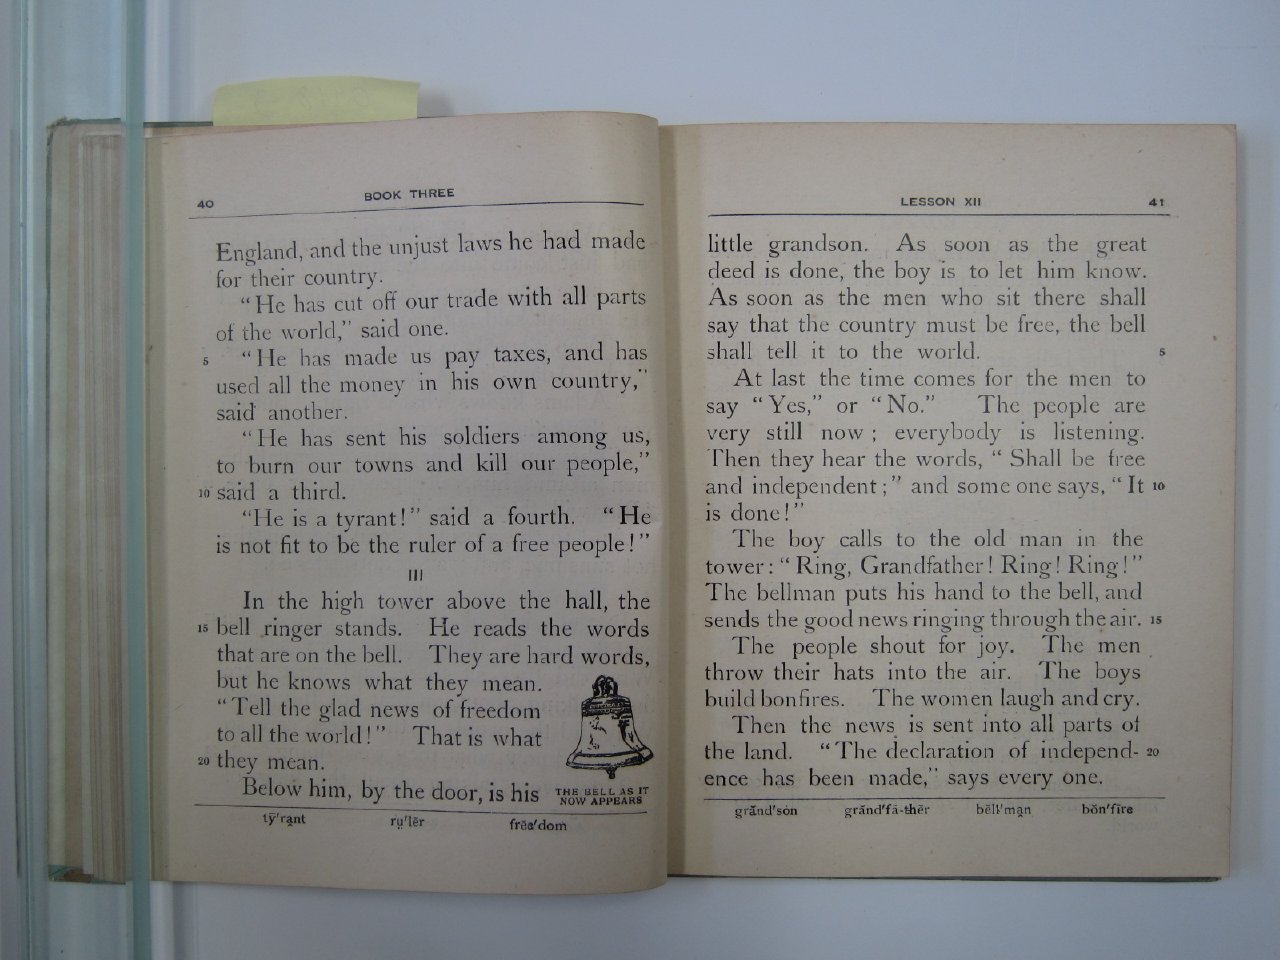 40
BOOK THREE
England, and the unjust laws he had made
for their country.
"He has cut off our trade with all parts
of the world," said one.
5 "He has made us pay taxes, and has
used all the money in his own country,"
said another.
"He has sent his soldiers among us,
to burn our towns and kill our people,"
10 said a third.
"He is a tyrant!" said a fourth. "He
is not fit to be the ruler of a free people!"
III
In the high tower above the hall, the
15 bell ringer stands. He reads the words
that are on the bell. They are hard words,
but he knows what they mean.
"Tell the glad news of freedom
to all the world!" That is what
20 they mean.
Below him, by the door, is his
THE BELL AS IT
NOW APPEARS
tȳ′rant
ru̱′lẽr
frēe′dom
LESSON XII
41
little grandson. As soon as the great
deed is done, the boy is to let him know.
As soon as the men who sit there shall
say that the country must be free, the bell
shall tell it to the world. 5
At last the time comes for the men to
say "Yes," or "No." The people are
very still now; everybody is listening.
Then they hear the words, "Shall be free
and independent;" and some one says, "It 10
is done!"
The boy calls to the old man in the
tower: "Ring, Grandfather! Ring! Ring!"
The bellman puts his hand to the bell, and
sends the good news ringing through the air. 15
The people shout for joy. The men
throw their hats into the air. The boys
build bonfires. The women laugh and cry.
Then the news is sent into all parts of
the land. "The declaration of independ- 20
ence has been made," says every one.
grănd′sòn
grănd′fä-thẽr
bĕll′ma̱n
bŏn′fīre